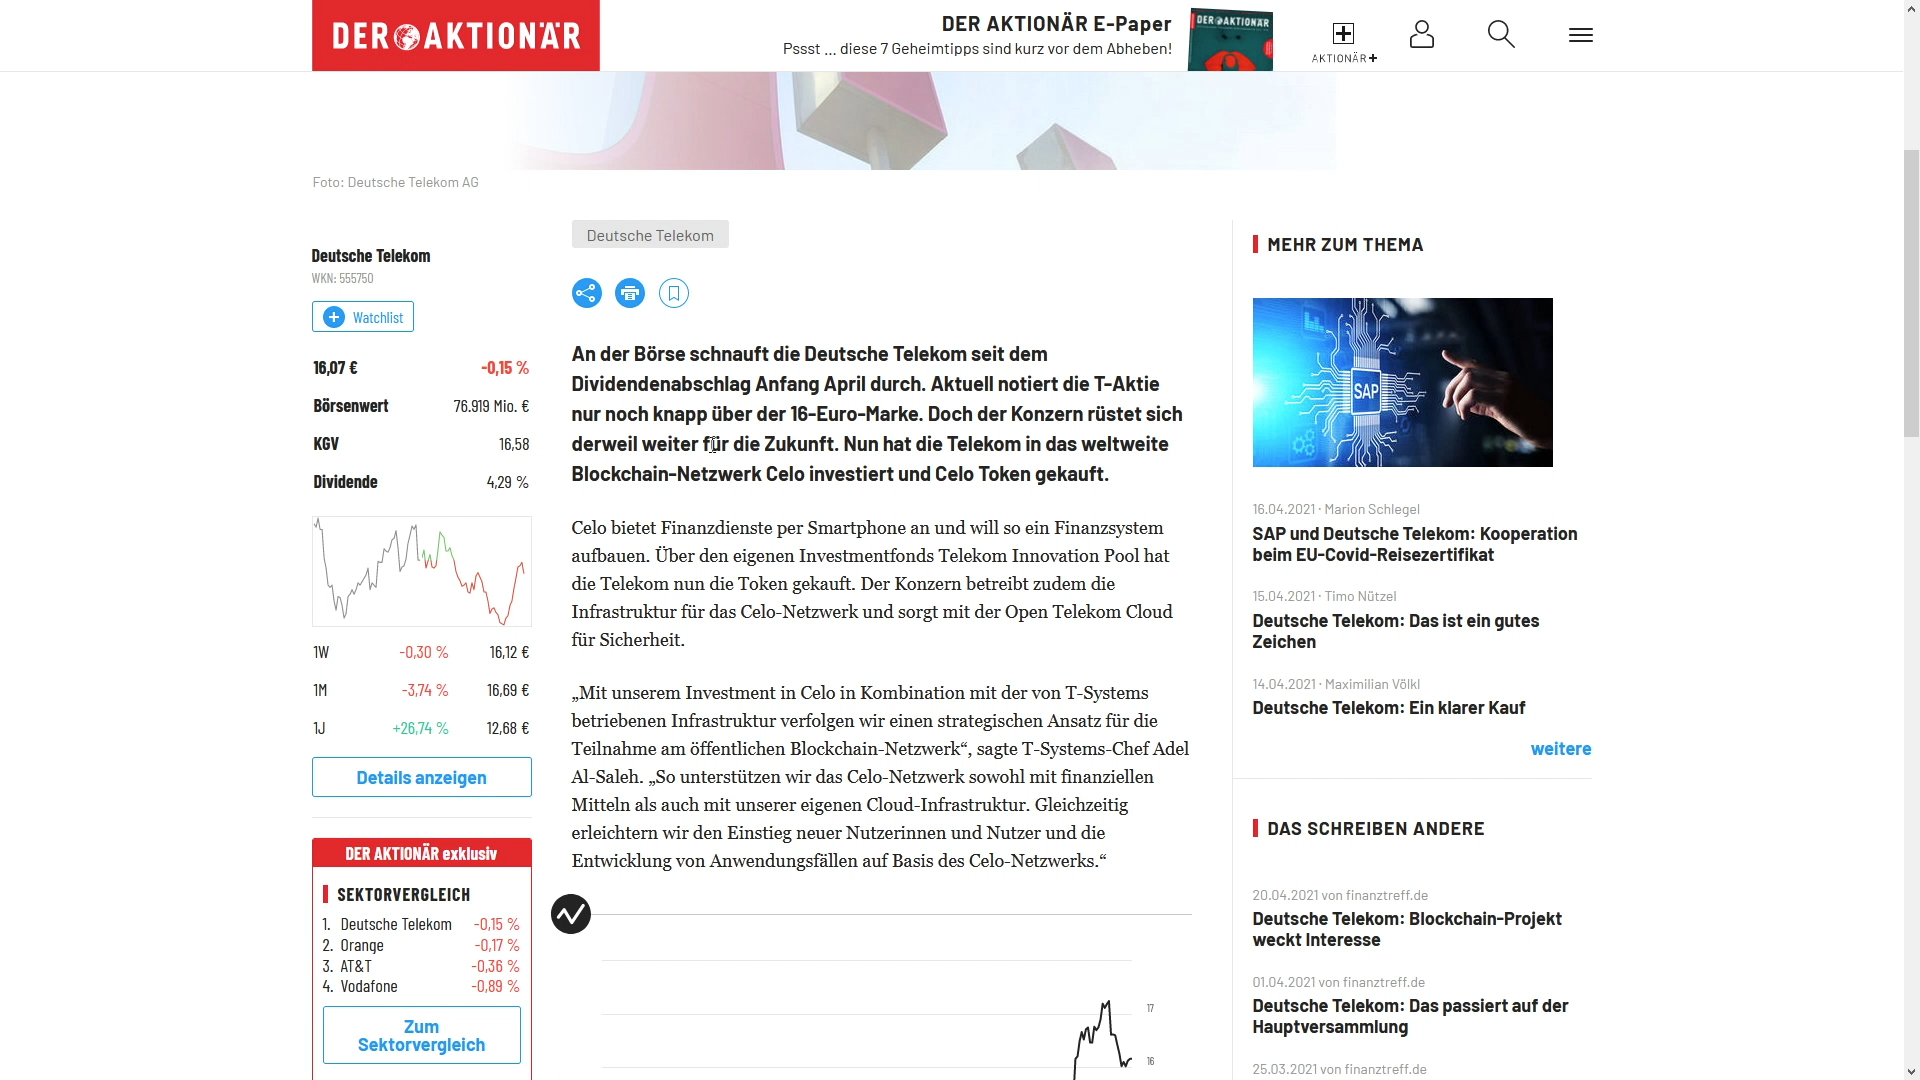 DER AKTIONÄR
DER AKTIONÄR E-Paper
Pssst ... diese 7 Geheimtipps sind kurz vor dem Abheben!
DER AKTIONÄR
AKTIONÄR+
Foto: Deutsche Telekom AG
Deutsche Telekom
WKN: 555750
Watchlist
16,07 € -0,15 %
Börsenwert 76.919 Mio. €
KGV 16,58
Dividende 4,29 %
1W -0,30 % 16,12 €
1M -3,74 % 16,69 €
1J +26,74 % 12,68 €
Details anzeigen
DER AKTIONÄR exklusiv
SEKTORVERGLEICH
1. Deutsche Telekom -0,15 %
2. Orange -0,17 %
3. AT&T -0,36 %
4. Vodafone -0,89 %
Zum
Sektorvergleich
Deutsche Telekom
An der Börse schnauft die Deutsche Telekom seit dem
Dividendenabschlag Anfang April durch. Aktuell notiert die T-Aktie
nur noch knapp über der 16-Euro-Marke. Doch der Konzern rüstet sich
derweil weiter für die Zukunft. Nun hat die Telekom in das weltweite
Blockchain-Netzwerk Celo investiert und Celo Token gekauft.
Celo bietet Finanzdienste per Smartphone an und will so ein Finanzsystem
aufbauen. Über den eigenen Investmentfonds Telekom Innovation Pool hat
die Telekom nun die Token gekauft. Der Konzern betreibt zudem die
Infrastruktur für das Celo-Netzwerk und sorgt mit der Open Telekom Cloud
für Sicherheit.
„Mit unserem Investment in Celo in Kombination mit der von T-Systems
betriebenen Infrastruktur verfolgen wir einen strategischen Ansatz für die
Teilnahme am öffentlichen Blockchain-Netzwerk“, sagte T-Systems-Chef Adel
Al-Saleh. „So unterstützen wir das Celo-Netzwerk sowohl mit finanziellen
Mitteln als auch mit unserer eigenen Cloud-Infrastruktur. Gleichzeitig
erleichtern wir den Einstieg neuer Nutzerinnen und Nutzer und die
Entwicklung von Anwendungsfällen auf Basis des Celo-Netzwerks.“
17
16
MEHR ZUM THEMA
SAP
16.04.2021 · Marion Schlegel
SAP und Deutsche Telekom: Kooperation
beim EU-Covid-Reisezertifikat
15.04.2021 · Timo Nützel
Deutsche Telekom: Das ist ein gutes
Zeichen
14.04.2021 · Maximilian Völkl
Deutsche Telekom: Ein klarer Kauf
weitere
DAS SCHREIBEN ANDERE
20.04.2021 von finanztreff.de
Deutsche Telekom: Blockchain-Projekt
weckt Interesse
01.04.2021 von finanztreff.de
Deutsche Telekom: Das passiert auf der
Hauptversammlung
25.03.2021 von finanztreff.de